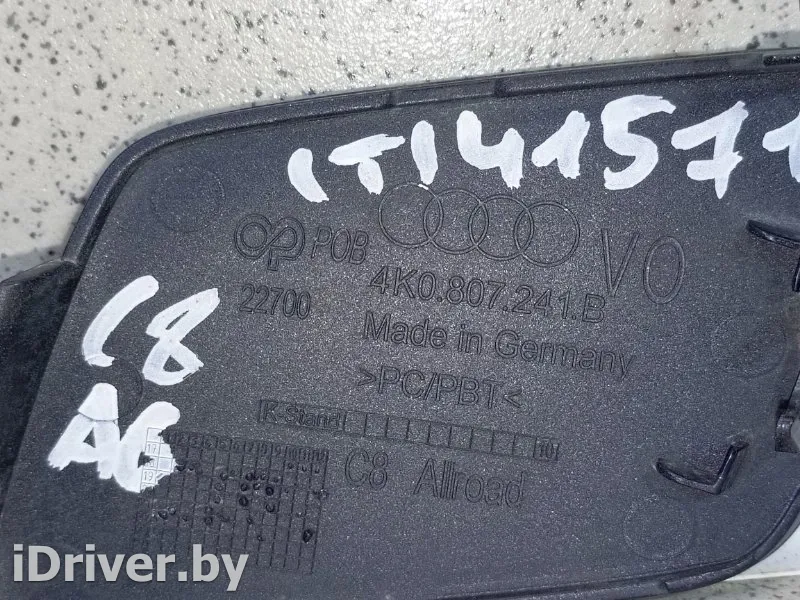 IT141571
POB
V0
22700
4K0.807.241.B
Made in Germany
>PC/PBT<
C8
A6
K-Stand
10
C8 Allroad
iDriver.by